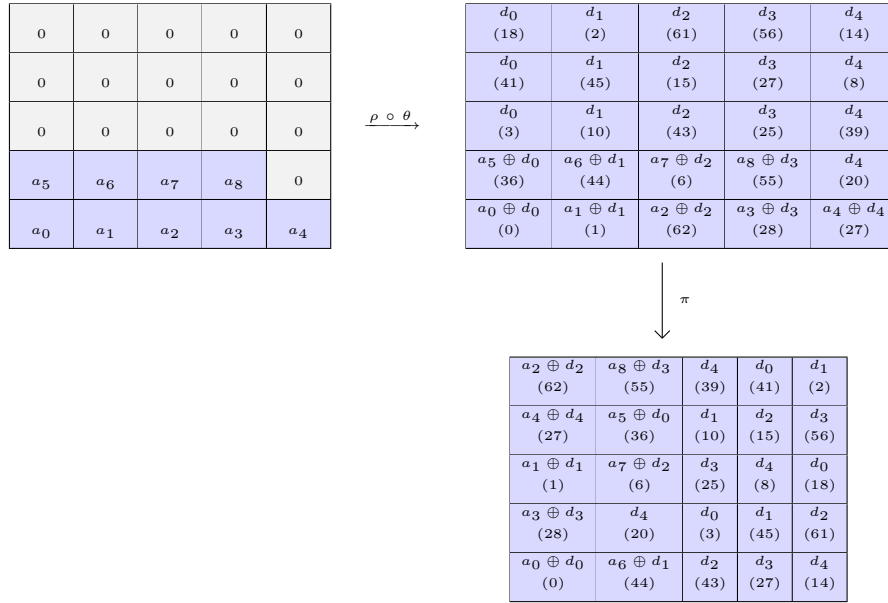 0 0 0 0 0
0 0 0 0 0
0 0 0 0 0
a₅ a₆ a₇ a₈ 0
a₀ a₁ a₂ a₃ a₄
ρ ∘ θ
d₀ d₁ d₂ d₃ d₄
(18) (2) (61) (56) (14)
d₀ d₁ d₂ d₃ d₄
(41) (45) (15) (27) (8)
d₀ d₁ d₂ d₃ d₄
(3) (10) (43) (25) (39)
a₅ ⊕ d₀ a₆ ⊕ d₁ a₇ ⊕ d₂ a₈ ⊕ d₃ d₄
(36) (44) (6) (55) (20)
a₀ ⊕ d₀ a₁ ⊕ d₁ a₂ ⊕ d₂ a₃ ⊕ d₃ a₄ ⊕ d₄
(0) (1) (62) (28) (27)
π
a₂ ⊕ d₂ a₈ ⊕ d₃ d₄ d₀ d₁
(62) (55) (39) (41) (2)
a₄ ⊕ d₄ a₅ ⊕ d₀ d₁ d₂ d₃
(27) (36) (10) (15) (56)
a₁ ⊕ d₁ a₇ ⊕ d₂ d₃ d₄ d₀
(1) (6) (25) (8) (18)
a₃ ⊕ d₃ d₄ d₀ d₁ d₂
(28) (20) (3) (45) (61)
a₀ ⊕ d₀ a₆ ⊕ d₁ d₂ d₃ d₄
(0) (44) (43) (27) (14)